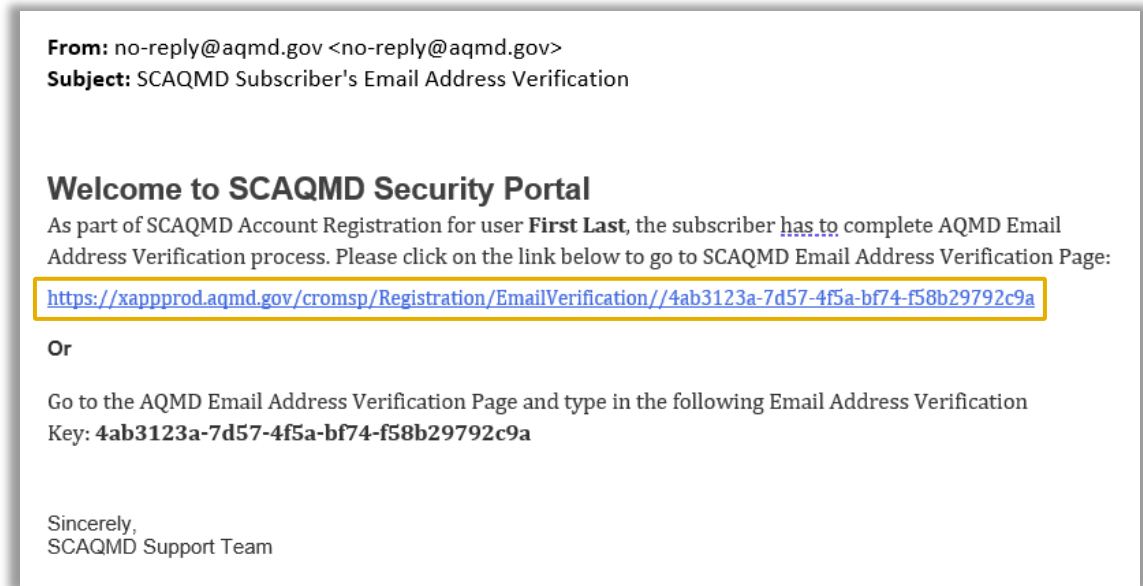 From: no-reply@aqmd.gov <no-reply@aqmd.gov>
Subject: SCAQMD Subscriber's Email Address Verification
Welcome to SCAQMD Security Portal
As part of SCAQMD Account Registration for user First Last, the subscriber has to complete AQMD Email
Address Verification process. Please click on the link below to go to SCAQMD Email Address Verification Page:
https://xappprod.aqmd.gov/cromsp/Registration/EmailVerification//4ab3123a-7d57-4f5a-bf74-f58b29792c9a
Or
Go to the AQMD Email Address Verification Page and type in the following Email Address Verification
Key: 4ab3123a-7d57-4f5a-bf74-f58b29792c9a
Sincerely,
SCAQMD Support Team